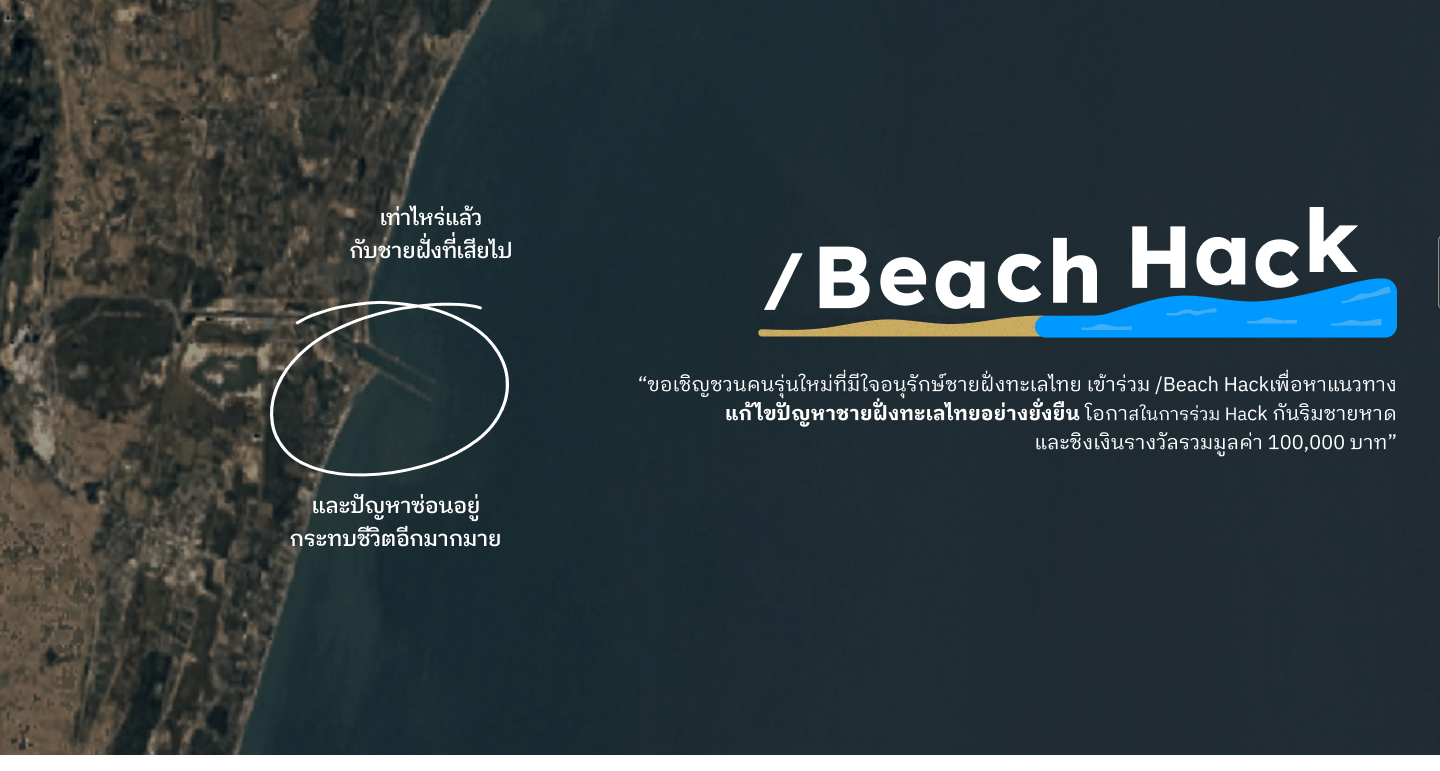 เท่าไหร่แล้ว
กับชายฝั่งที่เสียไป
และปัญหาซ่อนอยู่
กระทบชีวิตอีกมากมาย
/Beach Hack
“ขอเชิญชวนคนรุ่นใหม่ที่มีใจอนุรักษ์ชายฝั่งทะเลไทย เข้าร่วม /Beach Hackเพื่อหาแนวทาง
แก้ไขปัญหาชายฝั่งทะเลไทยอย่างยั่งยืน โอกาสในการร่วม Hack กันริมชายหาด
และชิงเงินรางวัลรวมมูลค่า 100,000 บาท”